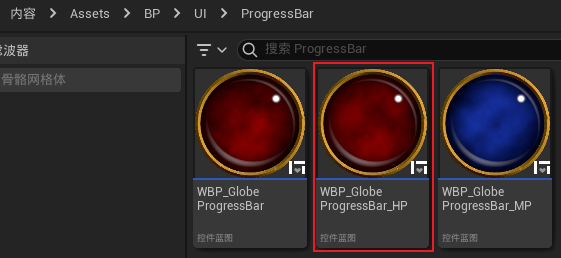 内容 > Assets > BP > UI > ProgressBar
滤波器
搜索 ProgressBar
骨骼网格体
WBP_Globe
ProgressBar
控件蓝图
WBP_Globe
ProgressBar_HP
控件蓝图
WBP_Globe
ProgressBar_MP
控件蓝图